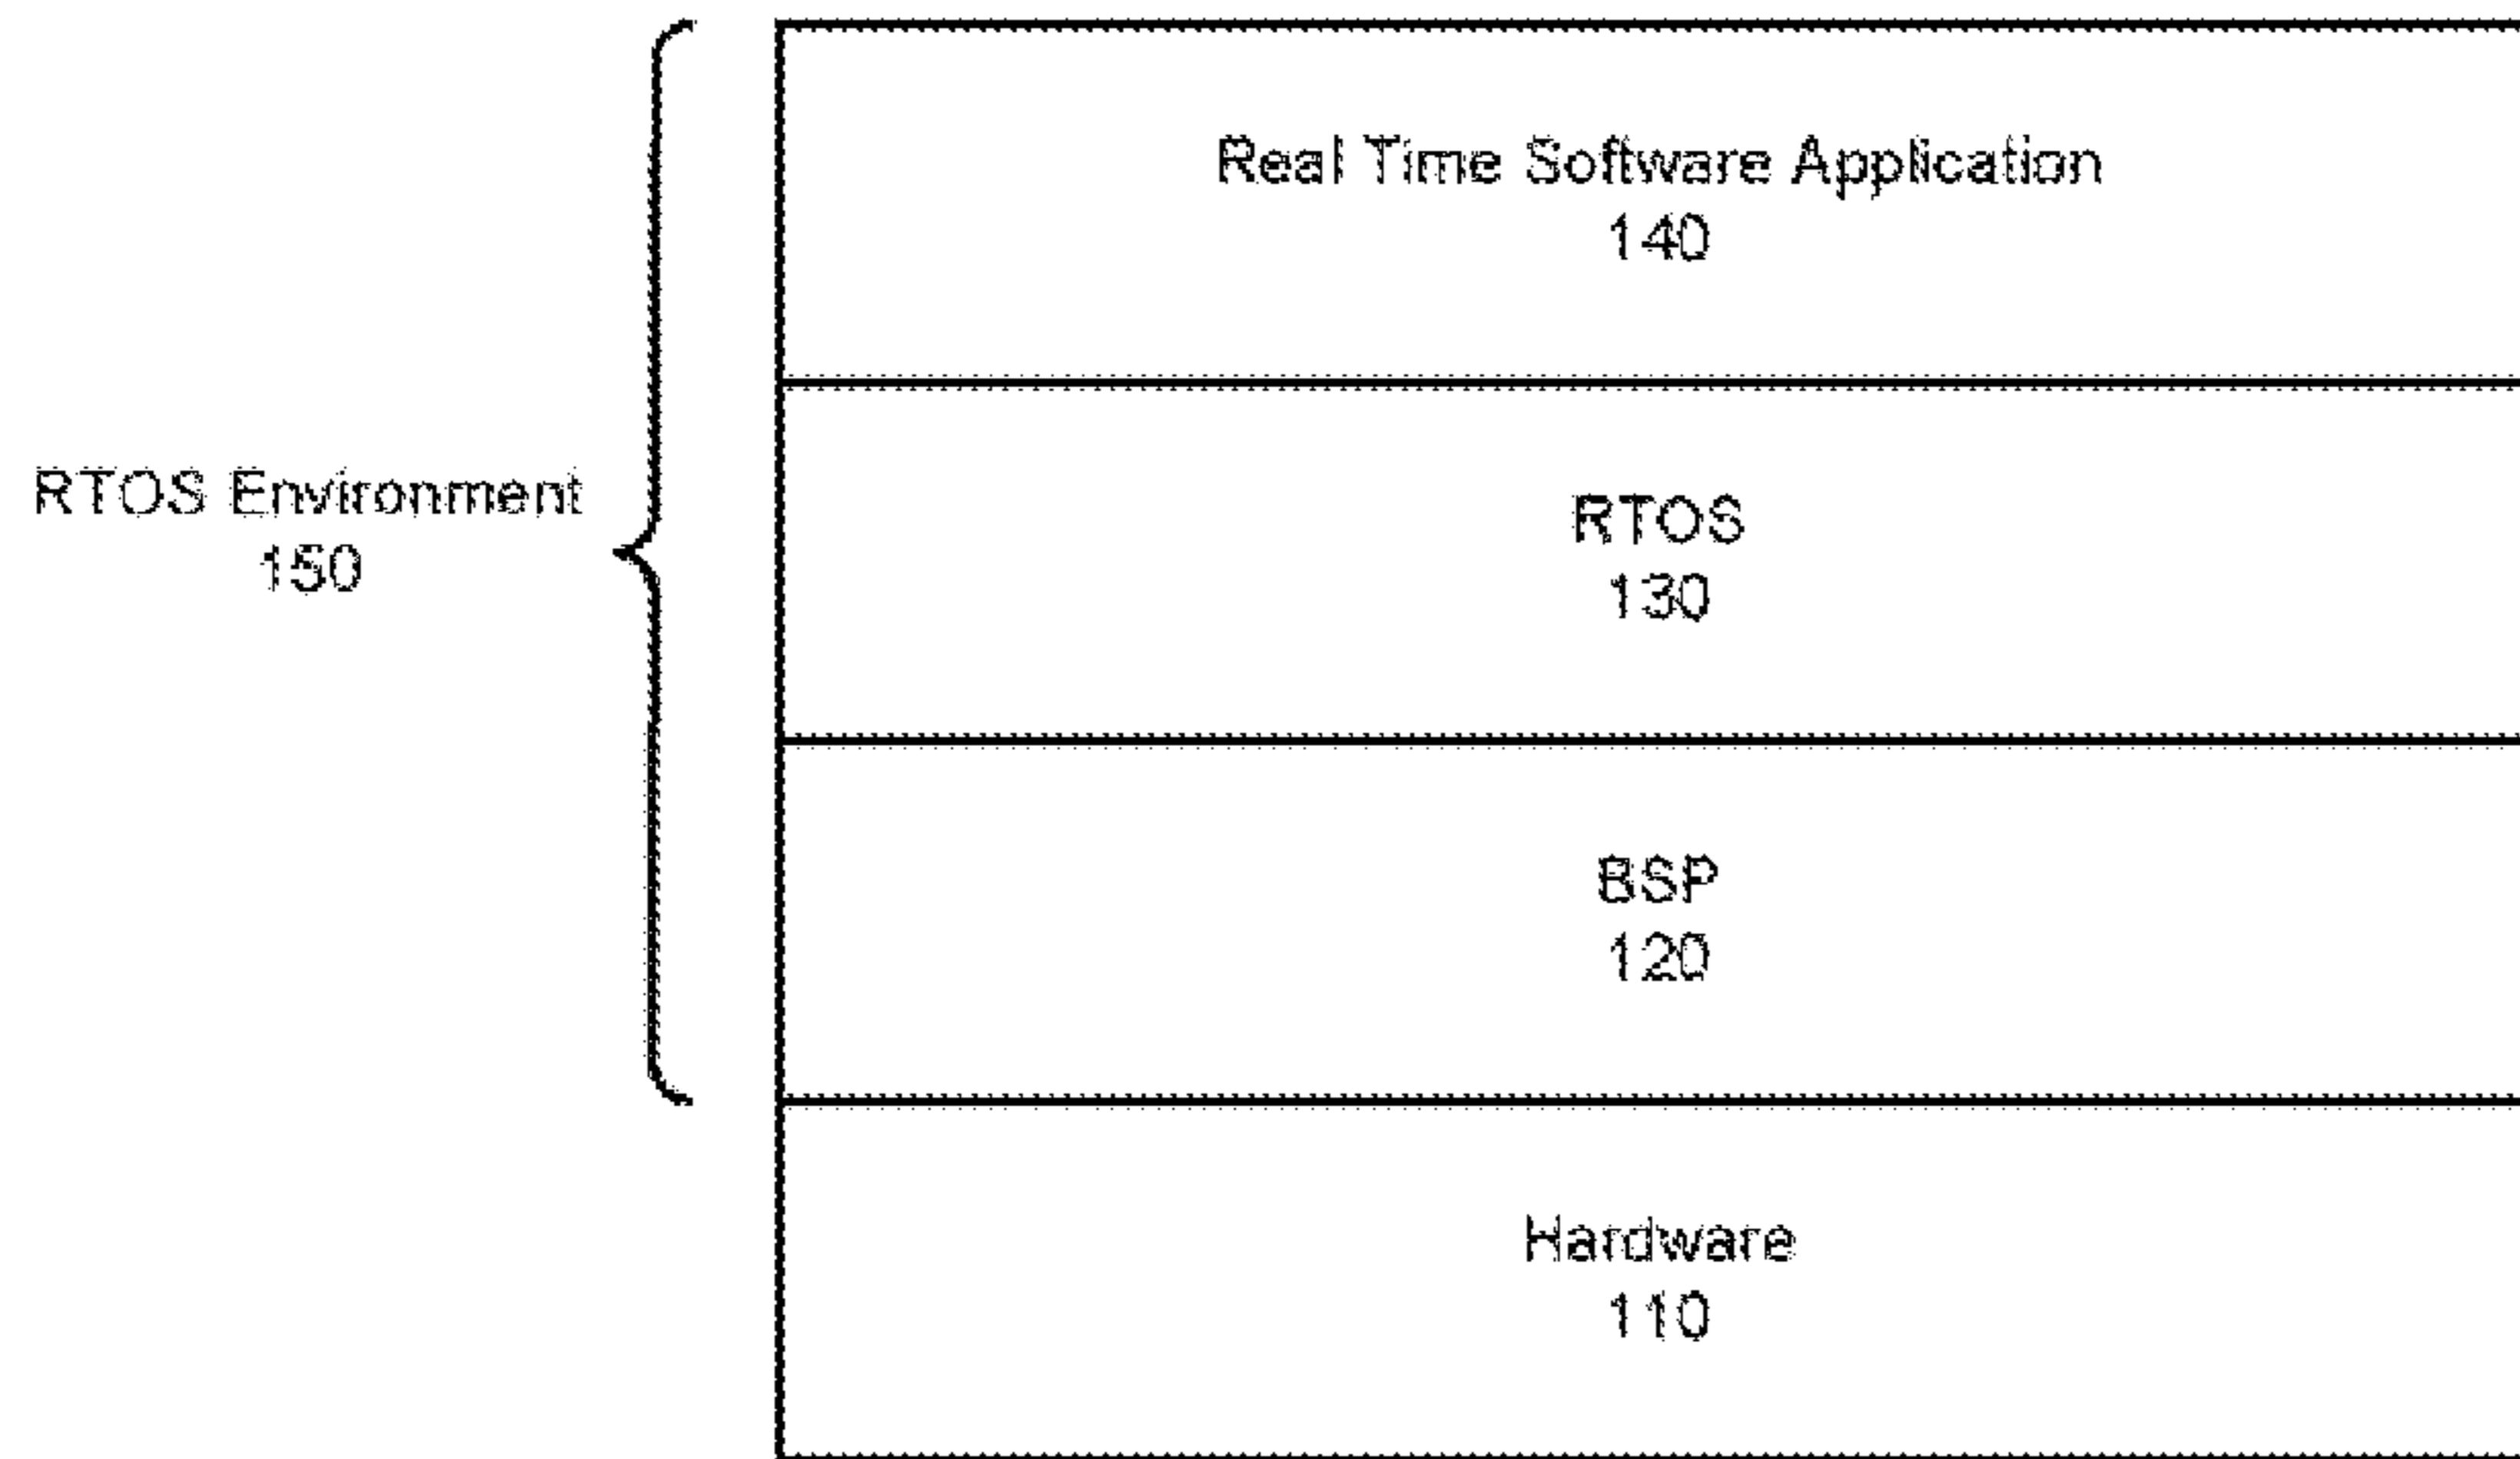 Real Time Software Application
140
RTOS Environment
150
RTOS
130
BSP
120
Hardware
110